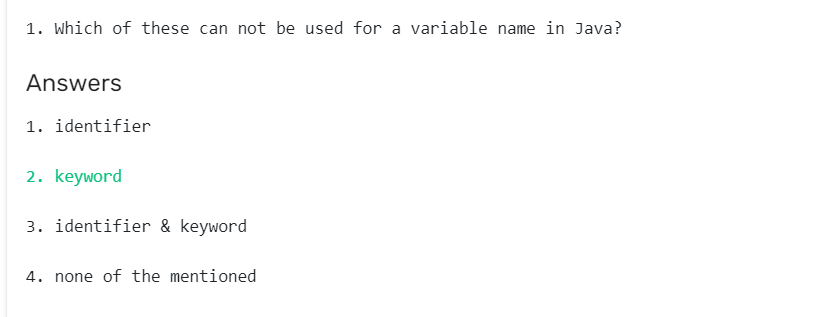 1. Which of these can not be used for a variable name in Java?
Answers
1. identifier
2. keyword
3. identifier & keyword
4. none of the mentioned